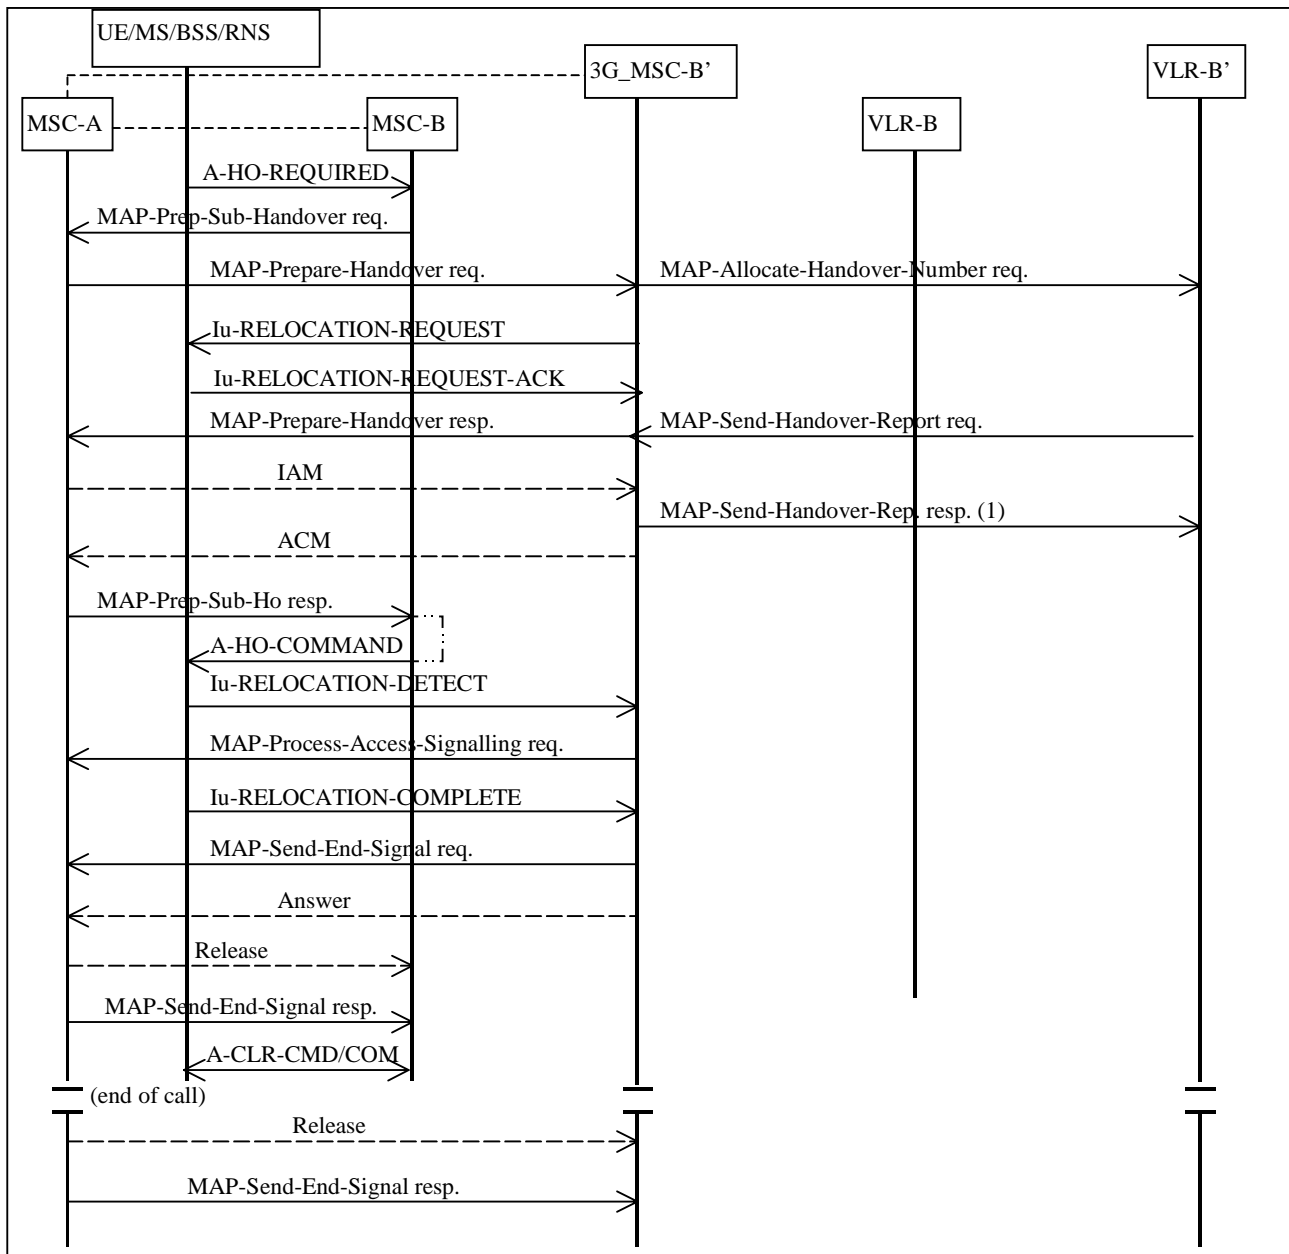 UE/MS/BSS/RNS
3G_MSC-B’
VLR-B’
MSC-A
MSC-B
VLR-B
A-HO-REQUIRED
MAP-Prep-Sub-Handover req.
MAP-Prepare-Handover req.
MAP-Allocate-Handover-Number req.
Iu-RELOCATION-REQUEST
Iu-RELOCATION-REQUEST-ACK
MAP-Prepare-Handover resp.
MAP-Send-Handover-Report req.
IAM
MAP-Send-Handover-Rep. resp. (1)
ACM
MAP-Prep-Sub-Ho resp.
A-HO-COMMAND
Iu-RELOCATION-DETECT
MAP-Process-Access-Signalling req.
Iu-RELOCATION-COMPLETE
MAP-Send-End-Signal req.
Answer
Release
MAP-Send-End-Signal resp.
A-CLR-CMD/COM
(end of call)
Release
MAP-Send-End-Signal resp.